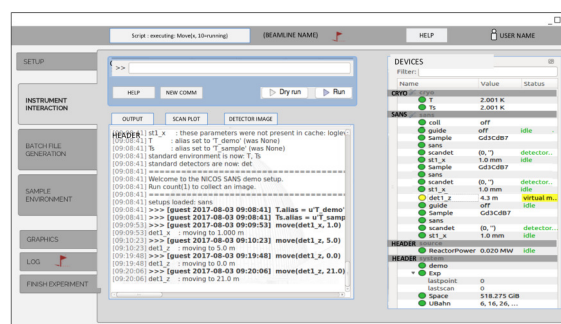 Script : executing: Move(s, 10=running)
(BEAMLINE NAME)
HELP
USER NAME
SETUP
INSTRUMENT
INTERACTION
BATCH FILE
GENERATION
SAMPLE
ENVIRONMENT
GRAPHICS
LOG
FINISH EXPERIMENT
>>
HELP
NEW COMM
Dry run
Run
OUTPUT
SCAN PLOT
DETECTOR IMAGE
HEADER
[09:08:41] st1_x : these parameters were not present in cache: loglev
[09:08:41] T : alias set to 'T_demo' (was None)
[09:08:41] Ts : alias set to 'T_sample' (was None)
[09:08:41] standard environment is now: T, Ts
[09:08:41] standard detectors are now: det
[09:08:41] ====================
[09:08:41] Welcome to the NICOS SANS demo setup.
[09:08:41] Run count(1) to collect an image.
[09:08:41] ====================
[09:08:41] setups loaded: sans
[09:08:41] >>> [guest 2017-08-03 09:08:41] T.alias = u'T_demo'
[09:08:41] >>> [guest 2017-08-03 09:08:41] Ts.alias = u'T_samp
[09:09:53] >>> [guest 2017-08-03 09:09:53] move(det1_x, 1.0)
[09:09:53] det1_x : moving to 1.000 m
[09:10:23] >>> [guest 2017-08-03 09:10:23] move(det1_z, 5.0)
[09:10:23] det1_z : moving to 5.0 m
[09:19:48] >>> [guest 2017-08-03 09:19:48] move(det1_z, 0.0)
[09:19:48] det1_z : moving to 0.0 m
[09:20:06] >>> [guest 2017-08-03 09:20:06] move(det1_z, 21.0)
[09:20:06] det1_z : moving to 21.0 m
DEVICES
Filter:
Name Value Status
CRYO cryo
T 2.001 K
Ts 2.001 K
SANS sans
coll off
guide off idle
Sample Gd3CdB7
sans
scandet (0, '') detector..
st1_x 1.0 mm idle
Sample Gd3CdB7
sans
scandet (0, '') detector..
st1_x 1.0 mm idle
det1_z 4.3 m virtual m..
guide off idle
Sample Gd3CdB7
sans
scandet (0, '') detector..
st1_x 1.0 mm idle
HEADER source
ReactorPower 0.020 MW idle
HEADER system
demo
Exp
lastpoint 0
lastscan 0
Space 518.275 GiB
UBahn 6, 16, 26, ...